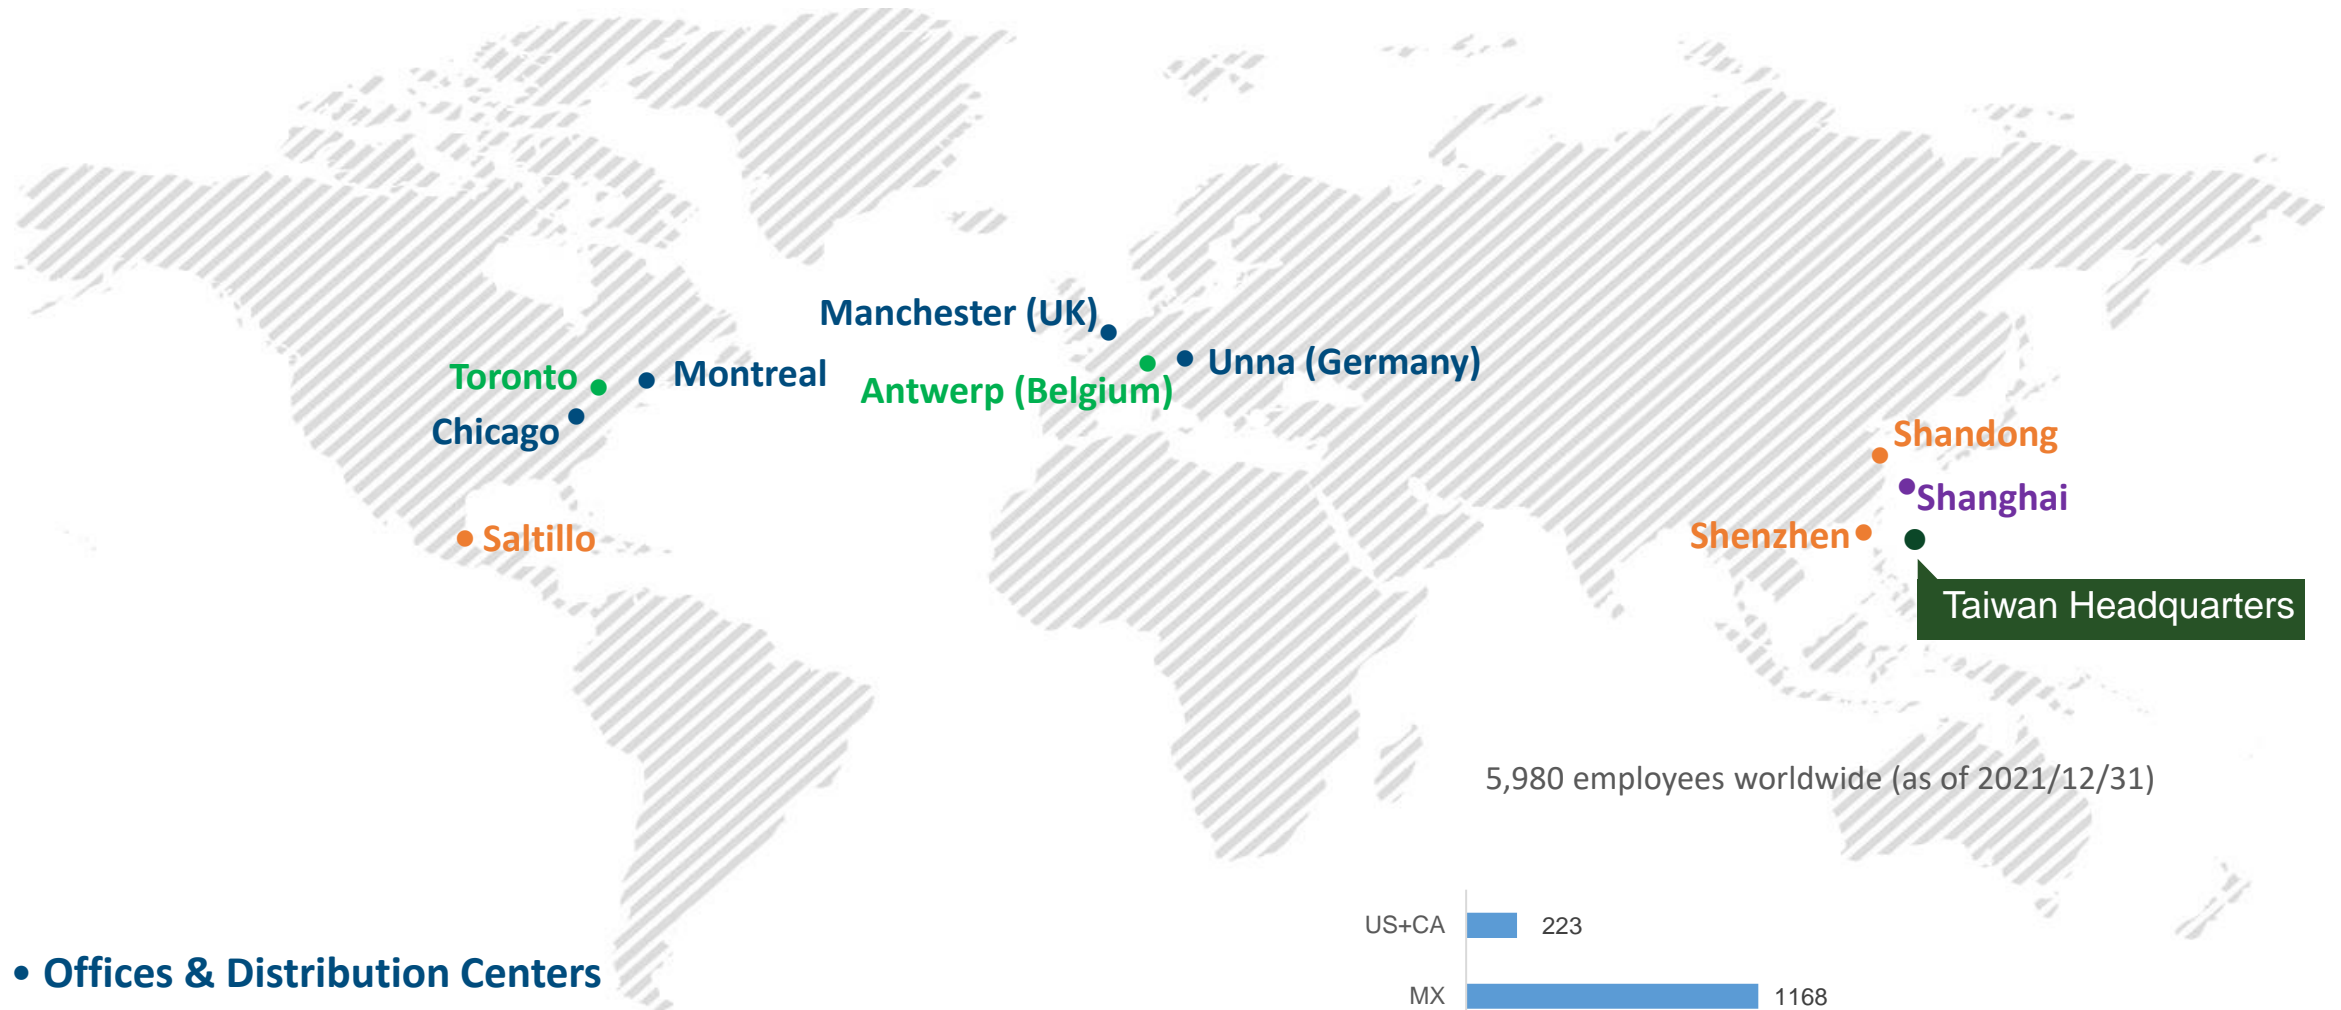 Manchester (UK)
Toronto
Montreal
Antwerp (Belgium)
Unna (Germany)
Chicago
Shandong
Shanghai
Saltillo
Shenzhen
Taiwan Headquarters
5,980 employees worldwide (as of 2021/12/31)
US+CA 223
• Offices & Distribution Centers
MX 1168